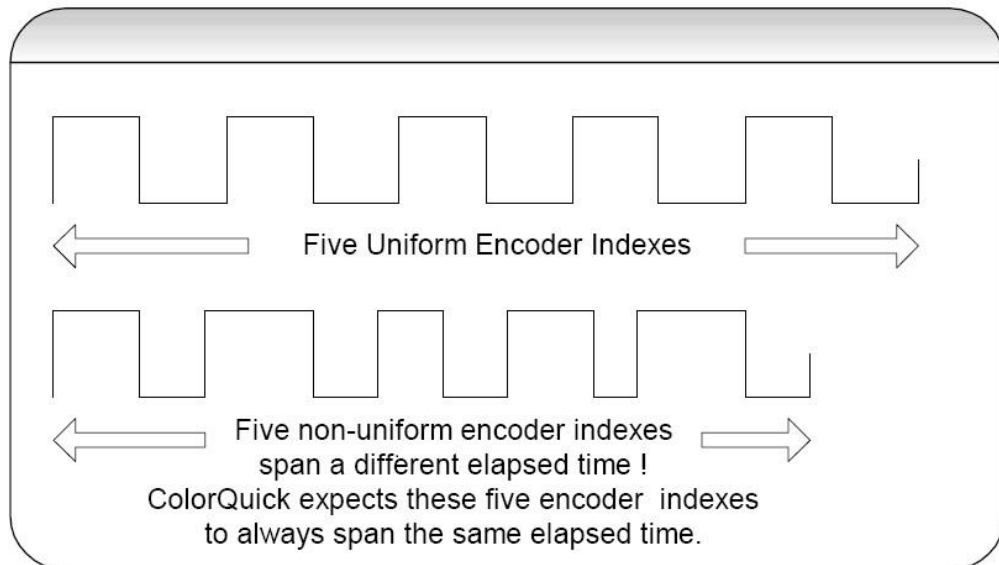 Five Uniform Encoder Indexes
Five non-uniform encoder indexes
span a different elapsed time !
ColorQuick expects these five encoder indexes
to always span the same elapsed time.